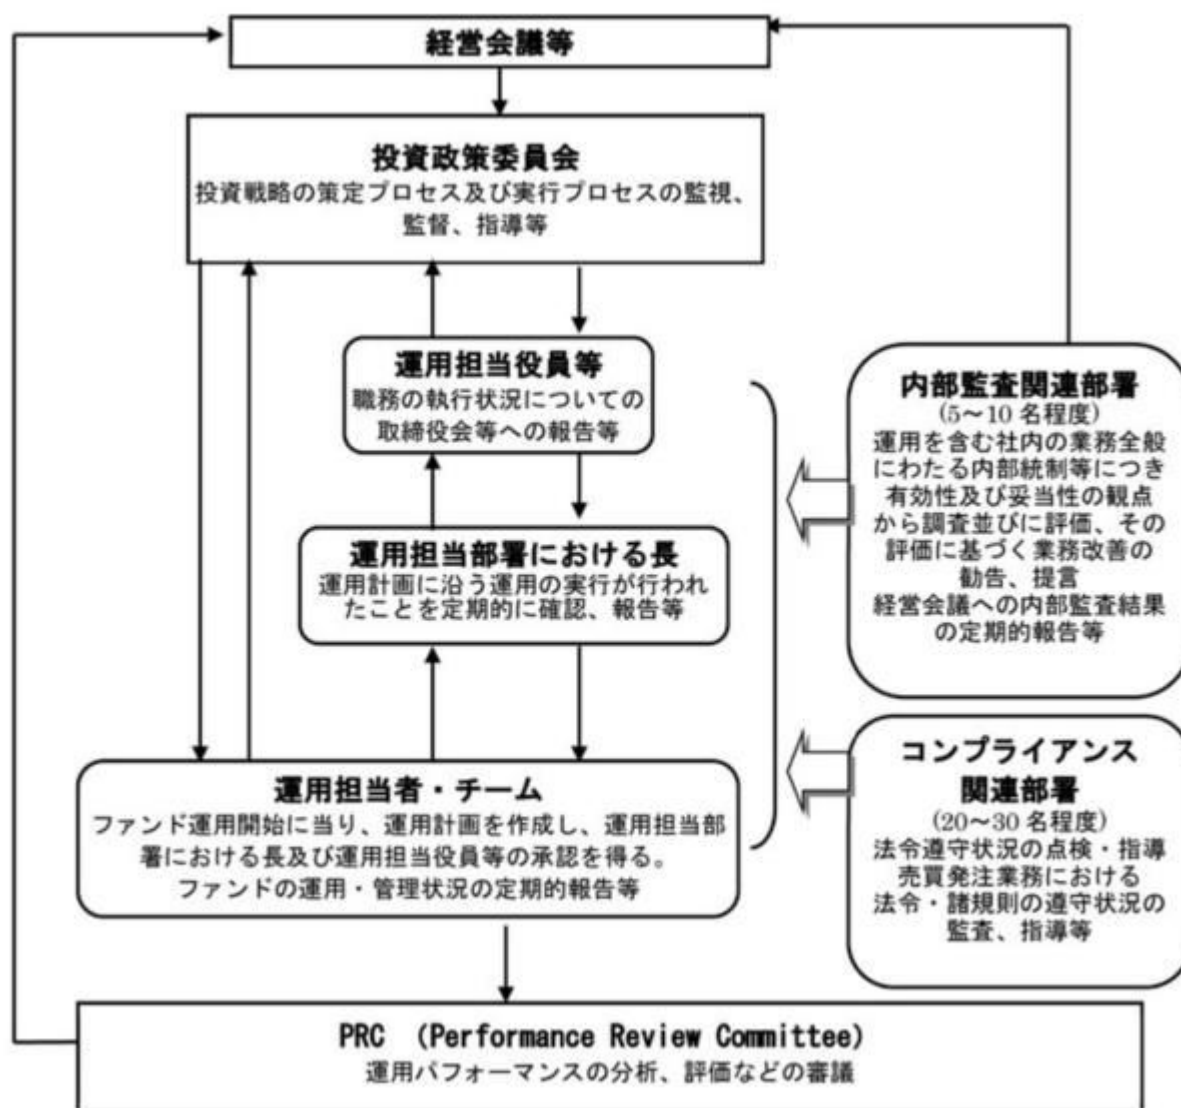 経営会議等
投資政策委員会
投資戦略の策定プロセス及び実行プロセスの監視、
監督、指導等
運用担当役員等
職務の執行状況についての
取締役会等への報告等
運用担当部署における長
運用計画に沿う運用の実行が行われ
たことを定期的に確認、報告等
運用担当者・チーム
ファンド運用開始に当り、運用計画を作成し、運用担当部
署における長及び運用担当役員等の承認を得る。
ファンドの運用・管理状況の定期的報告等
内部監査関連部署
(5～10 名程度)
運用を含む社内の業務全般
にわたる内部統制等につき
有効性及び妥当性の観点
から調査並びに評価、その
評価に基づく業務改善の
勧告、提言
経営会議への内部監査結果
の定期的報告等
コンプライアンス
関連部署
(20～30 名程度)
法令遵守状況の点検・指導
売買発注業務における
法令・諸規則の遵守状況の
監査、指導等
PRC (Performance Review Committee)
運用パフォーマンスの分析、評価などの審議